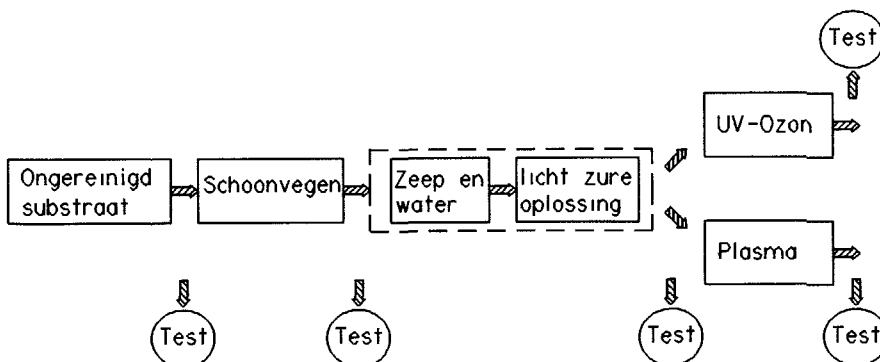 Test
UV-Ozon
Ongereinigd
substraat
Schoonvegen
Zeep en
water
licht zure
oplossing
Plasma
Test
Test
Test
Test